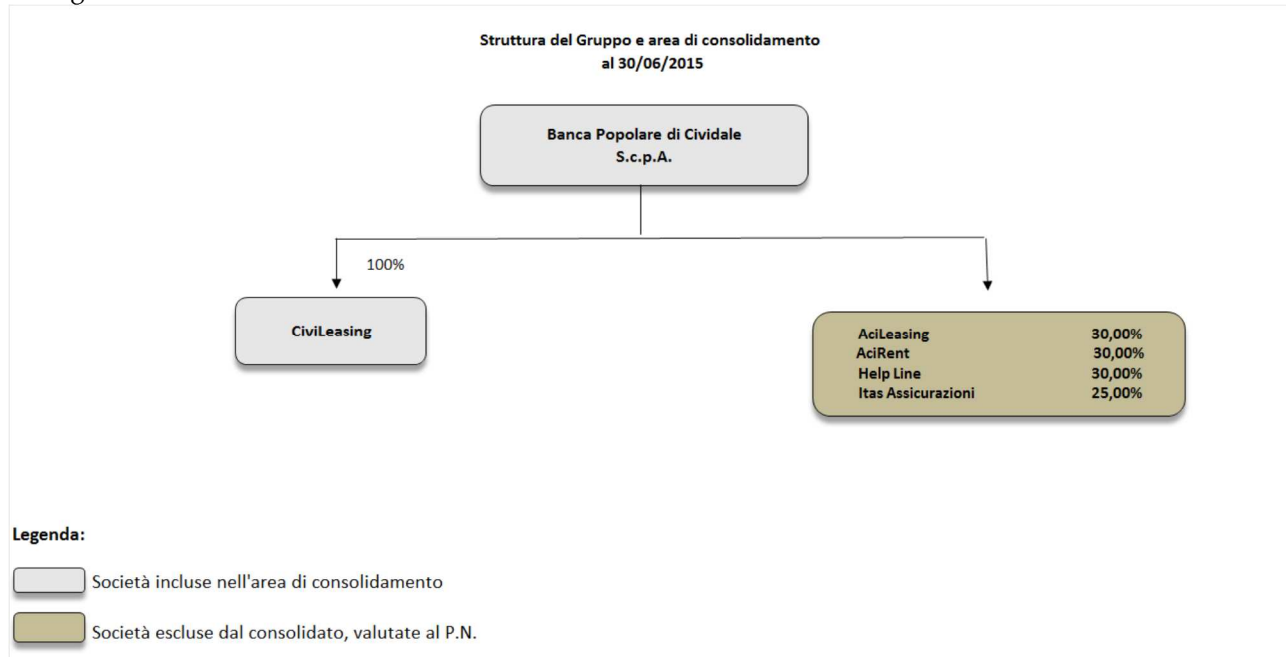 Struttura del Gruppo e area di consolidamento
al 30/06/2015
Banca Popolare di Cividale
S.c.p.A.
100%
CiviLeasing
AciLeasing 30,00%
AciRent 30,00%
Help Line 30,00%
Itas Assicurazioni 25,00%
Legenda:
Società incluse nell'area di consolidamento
Società escluse dal consolidato, valutate al P.N.